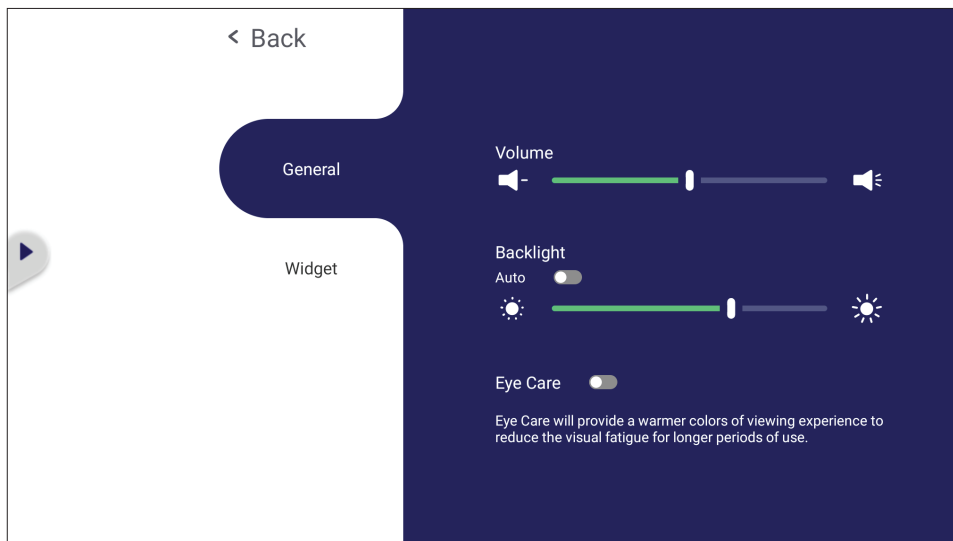 < Back
General
Widget
Volume
Backlight
Auto
Eye Care
Eye Care will provide a warmer colors of viewing experience to
reduce the visual fatigue for longer periods of use.